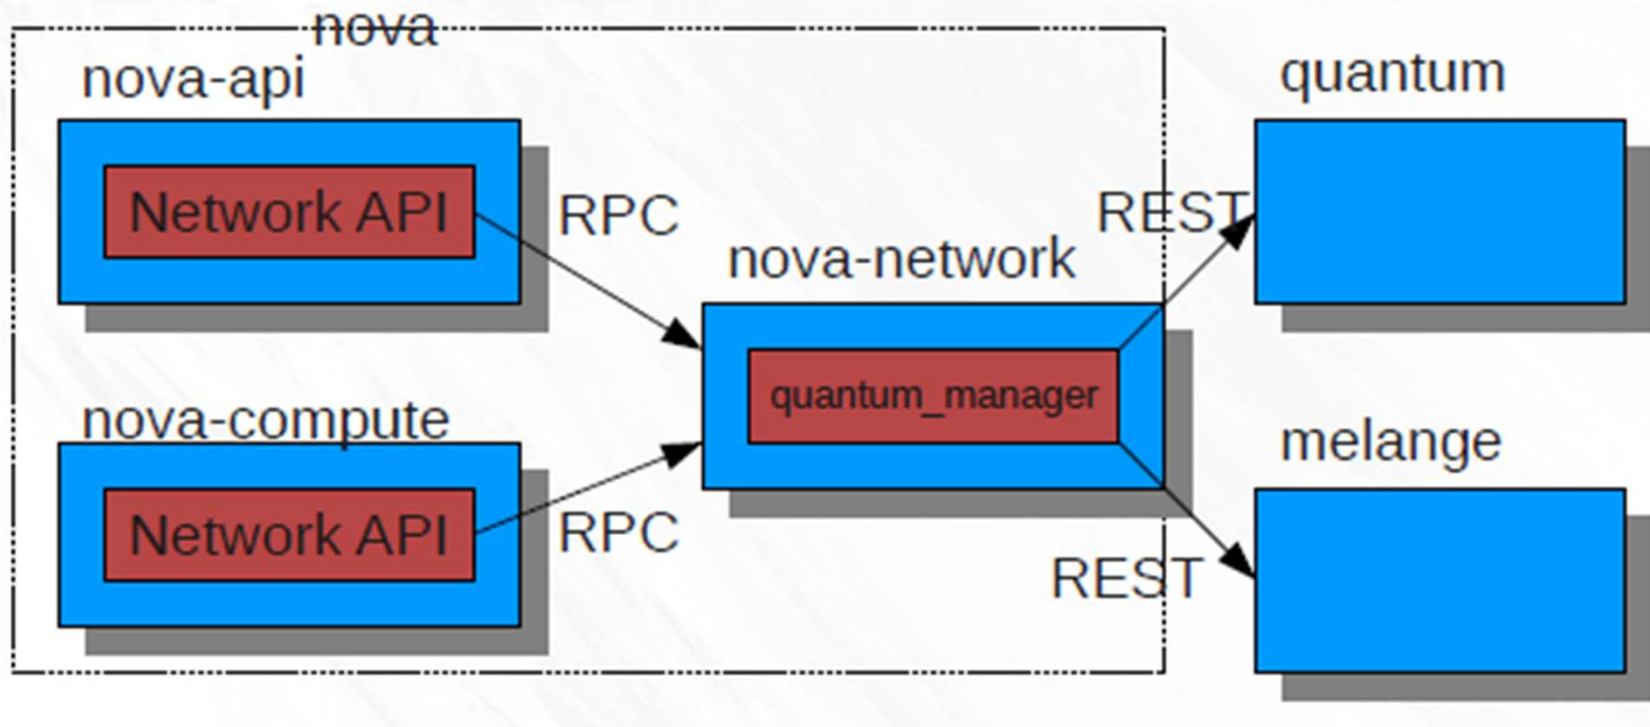 nova
nova-api
Network API
RPC
nova-compute
Network API
RPC
nova-network
quantum_manager
REST
quantum
REST
melange